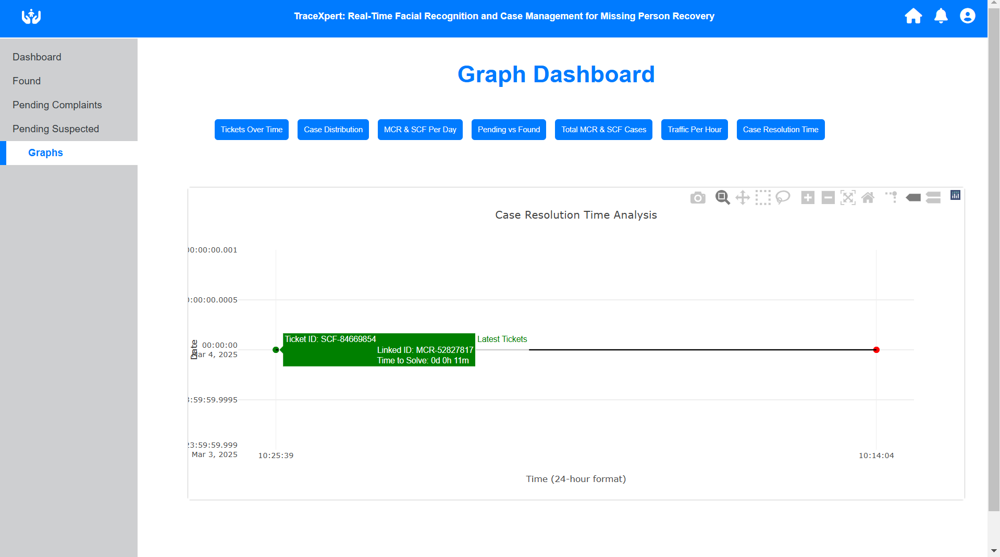 TraceXpert: Real-Time Facial Recognition and Case Management for Missing Person Recovery
Dashboard
Found
Pending Complaints
Pending Suspected
Graphs
Graph Dashboard
Tickets Over Time
Case Distribution
MCR & SCF Per Day
Pending vs Found
Total MCR & SCF Cases
Traffic Per Hour
Case Resolution Time
Case Resolution Time Analysis
00:00:00.001
0:00:00.0005
Date
00:00:00
Mar 4, 2025
3:59:59.9995
23:59:59.999
Mar 3, 2025
Ticket ID: SCF-84669854
Linked ID: MCR-52827817
Time to Solve: 0d 0h 11m
Latest Tickets
10:25:39
10:14:04
Time (24-hour format)